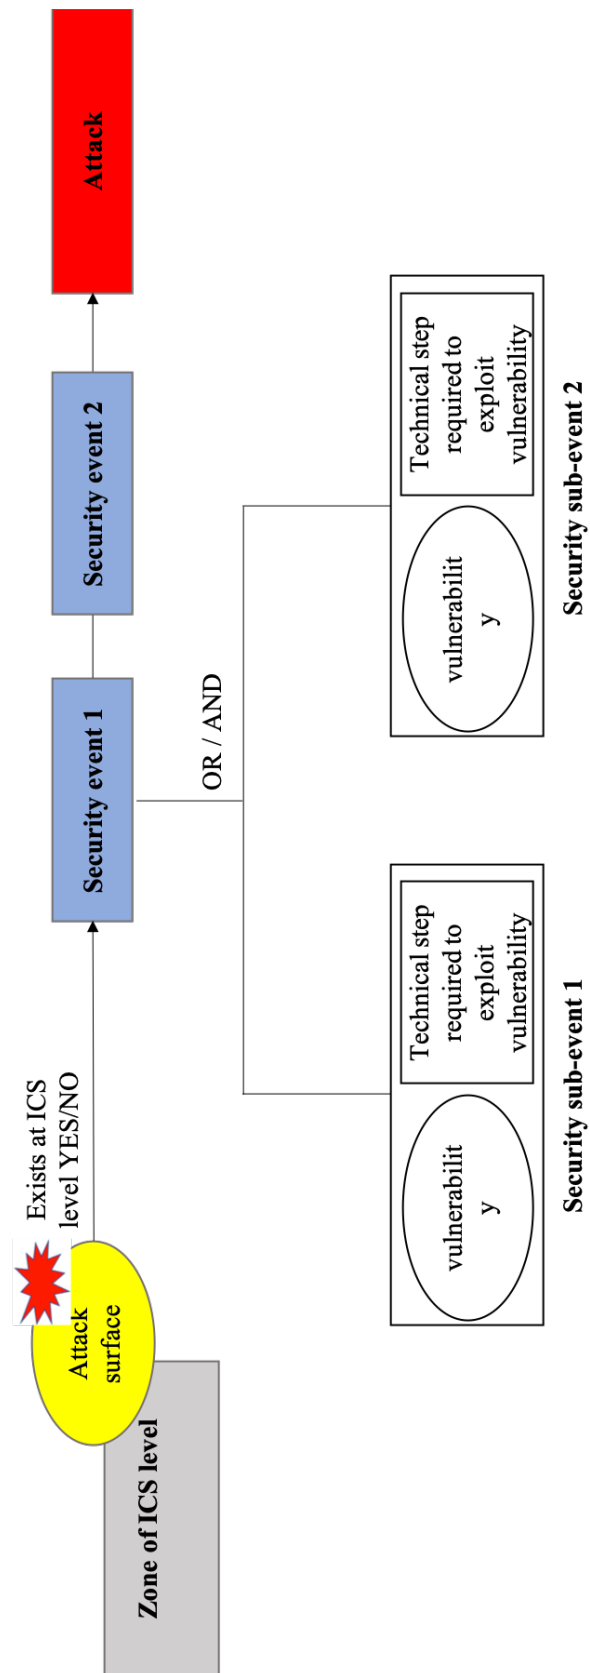 Zone of ICS level
Attack
surface
Exists at ICS
level YES/NO
Security event 1
Security event 2
Attack
OR / AND
vulnerabilit
y
Technical step
required to
exploit
vulnerability
Security sub-event 1
vulnerabilit
y
Technical step
required to
exploit
vulnerability
Security sub-event 2